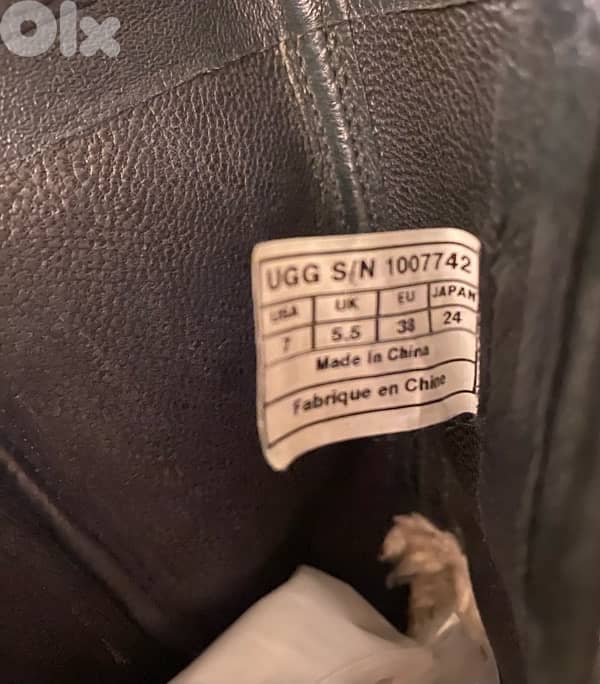 Olx
UGG S/N 1007742
USA UK EU JAPAN
7 5.5 38 24
Made in China
Fabrique en Chine